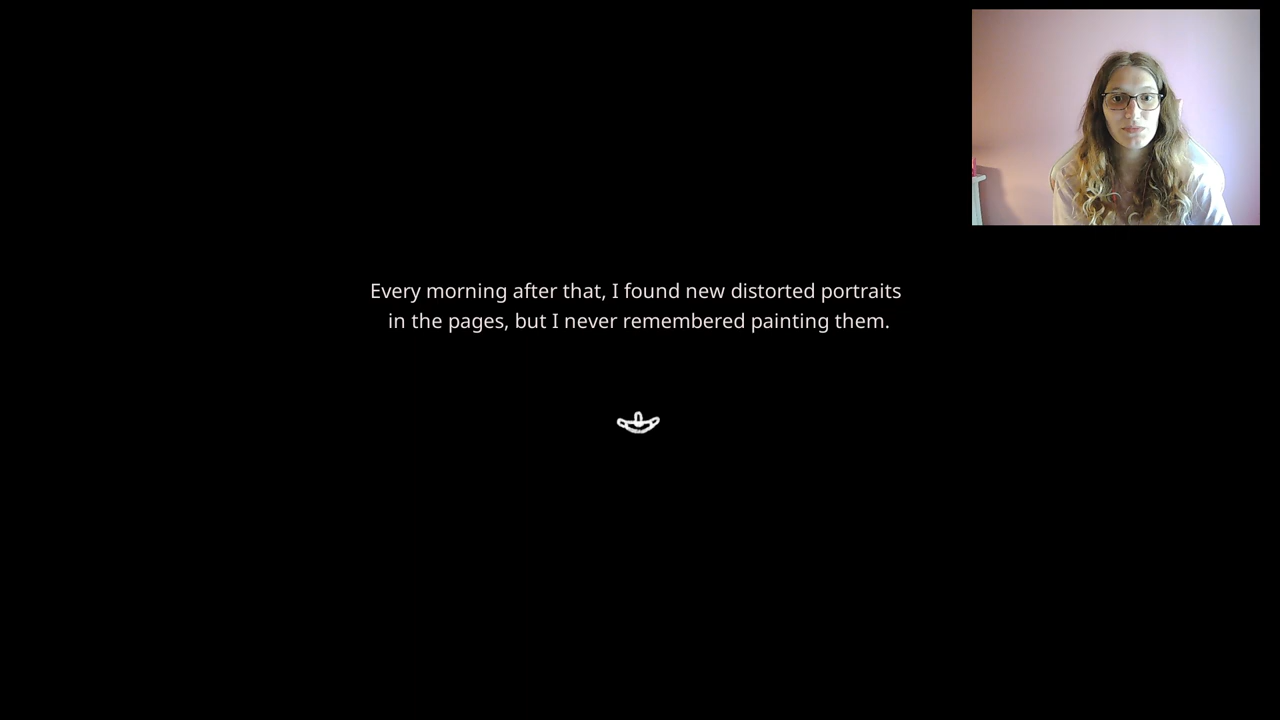 Every morning after that, I found new distorted portraits
in the pages, but I never remembered painting them.